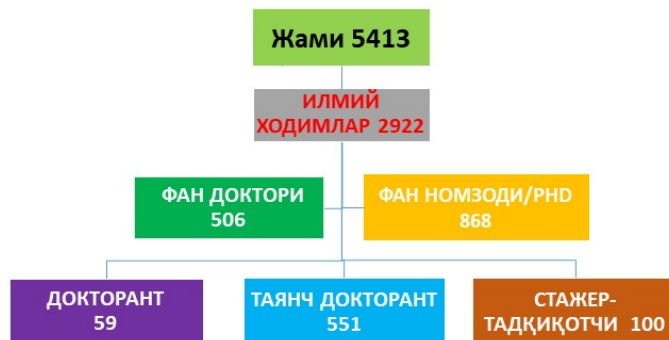 Жами 5413
ИЛМИЙ
ХОДИМЛАР 2922
ФАН ДОКТОРИ
506
ФАН НОМЗОДИ/PHD
868
ДОКТОРАНТ
59
ТАЯНЧ ДОКТОРАНТ
551
СТАЖЕР-
ТАДҚИҚОТЧИ 100